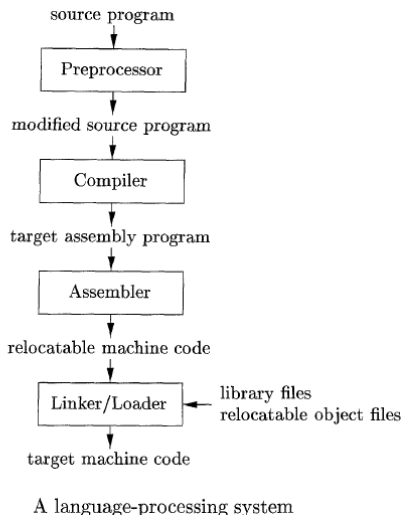 source program
Preprocessor
modified source program
Compiler
target assembly program
Assembler
relocatable machine code
Linker/Loader
library files
relocatable object files
target machine code
A language-processing system